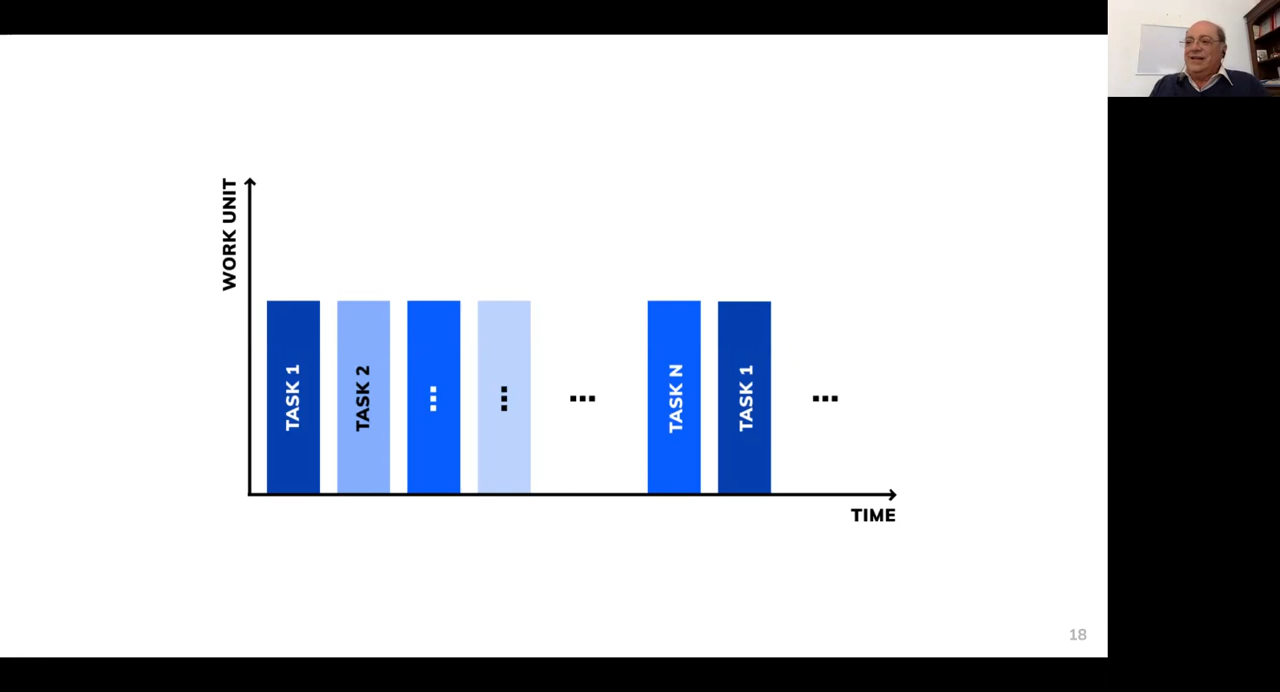 WORK UNIT
TASK 1
TASK 2
...
...
...
TASK N
TASK 1
...
TIME
18